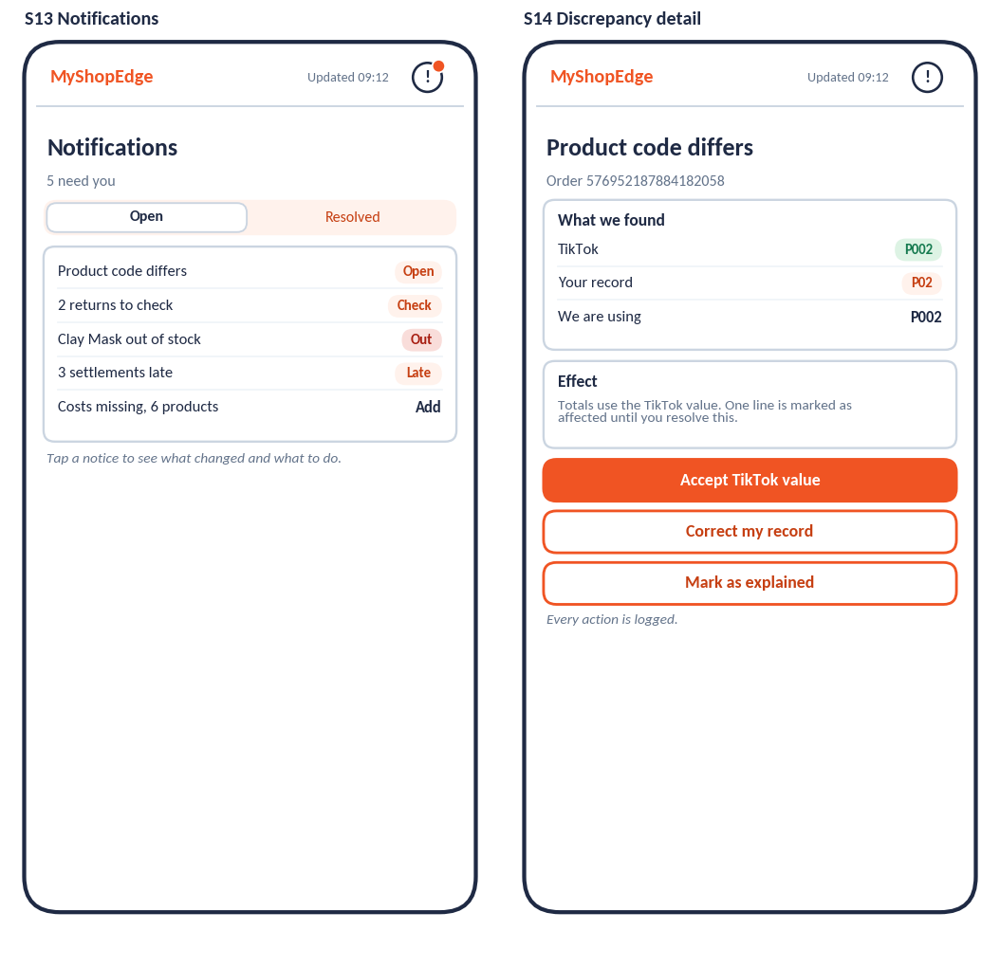 S13 Notifications
MyShopEdge
Updated 09:12
!
Notifications
5 need you
Open
Resolved
Product code differs
Open
2 returns to check
Check
Clay Mask out of stock
Out
3 settlements late
Late
Costs missing, 6 products
Add
Tap a notice to see what changed and what to do.
S14 Discrepancy detail
MyShopEdge
Updated 09:12
!
Product code differs
Order 576952187884182058
What we found
TikTok
P002
Your record
P02
We are using
P002
Effect
Totals use the TikTok value. One line is marked as
affected until you resolve this.
Accept TikTok value
Correct my record
Mark as explained
Every action is logged.